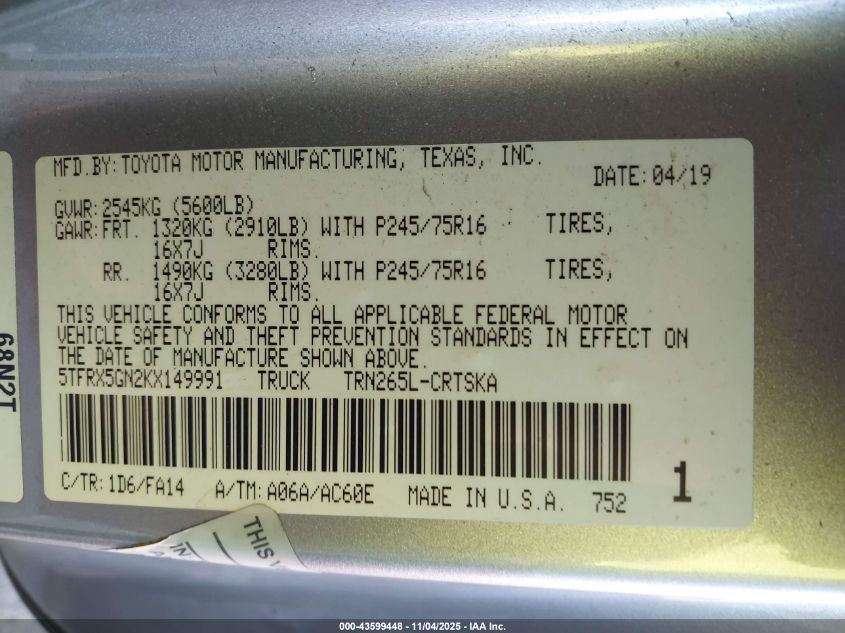 MFD.BY:TOYOTA MOTOR MANUFACTURING, TEXAS, INC.
DATE:04/19
GVWR:2545KG (5600LB)
GAWR:FRT. 1320KG (2910LB) WITH P245/75R16 TIRES,
16X7J RIMS.
RR. 1490KG (3280LB) WITH P245/75R16 TIRES,
16X7J RIMS.
THIS VEHICLE CONFORMS TO ALL APPLICABLE FEDERAL MOTOR
VEHICLE SAFETY AND THEFT PREVENTION STANDARDS IN EFFECT ON
THE DATE OF MANUFACTURE SHOWN ABOVE.
5TFRX5GN2KX149991 TRUCK TRN265L-CRTSKA
C/TR:1D6/FA14 A/TM:A06A/AC60E MADE IN U.S.A. 752
1
68N2T
THIS
IN
000-43599448 - 11/04/2025 - IAA Inc.